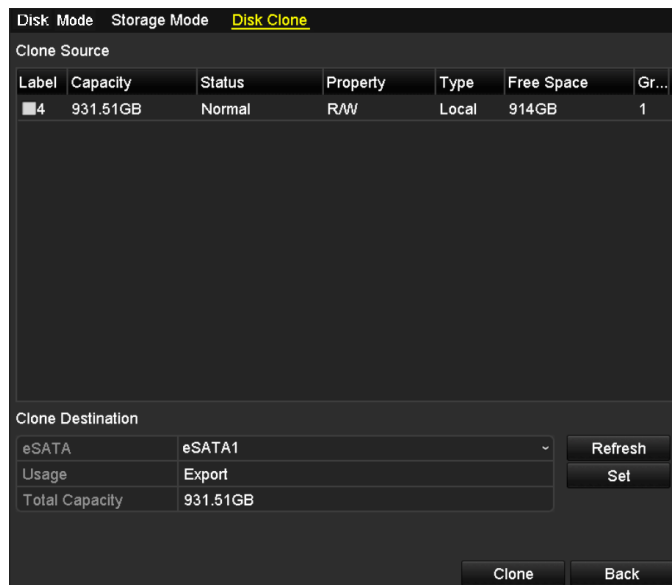 Disk Mode Storage Mode Disk Clone
Clone Source
Label Capacity Status Property Type Free Space Gr...
4 931.51GB Normal R/W Local 914GB 1
Clone Destination
eSATA eSATA1 Refresh
Usage Export Set
Total Capacity 931.51GB
Clone Back